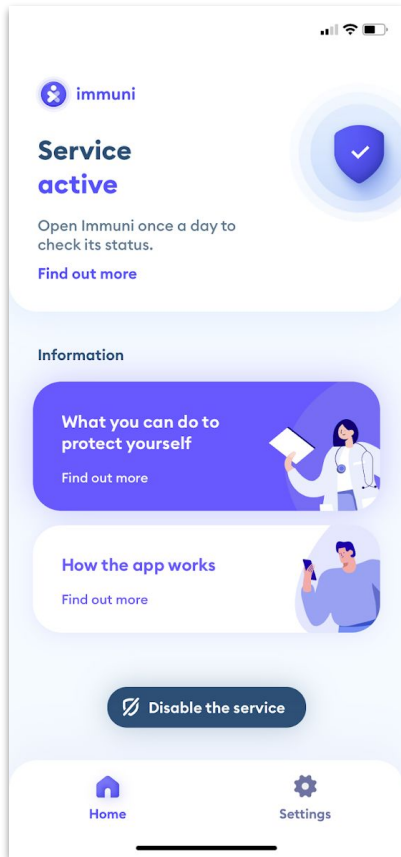 immuni
Service
active
Open Immuni once a day to
check its status.
Find out more
Information
What you can do to
protect yourself
Find out more
How the app works
Find out more
Disable the service
Home
Settings